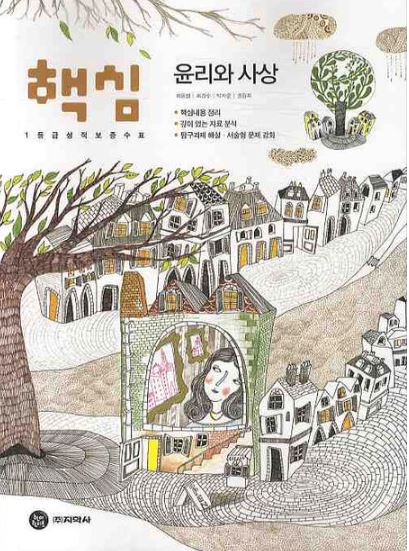 핵심
1등급성적보증수표
윤리와 사상
• 핵심내용 정리
• 깊이 있는 자료 분석
• 탐구과제 해설 · 서술형 문제 강화
(주)지학사